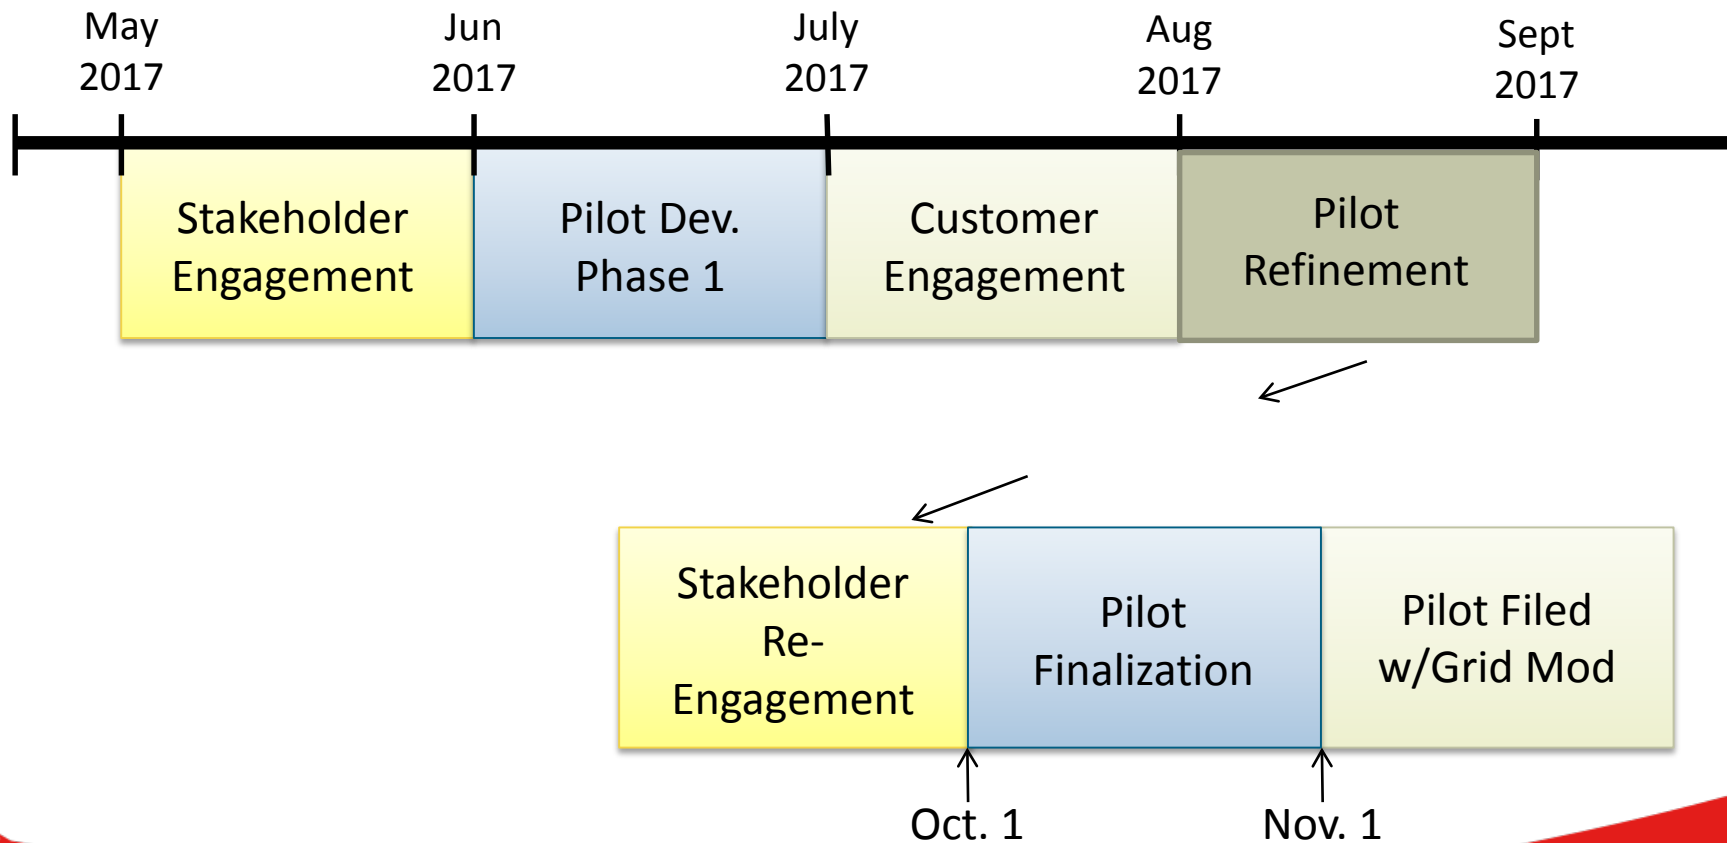 May
2017
Jun
2017
July
2017
Aug
2017
Sept
2017
Stakeholder
Engagement
Pilot Dev.
Phase 1
Customer
Engagement
Pilot
Refinement
Stakeholder
Re-
Engagement
Pilot
Finalization
Pilot Filed
w/Grid Mod
Oct. 1
Nov. 1